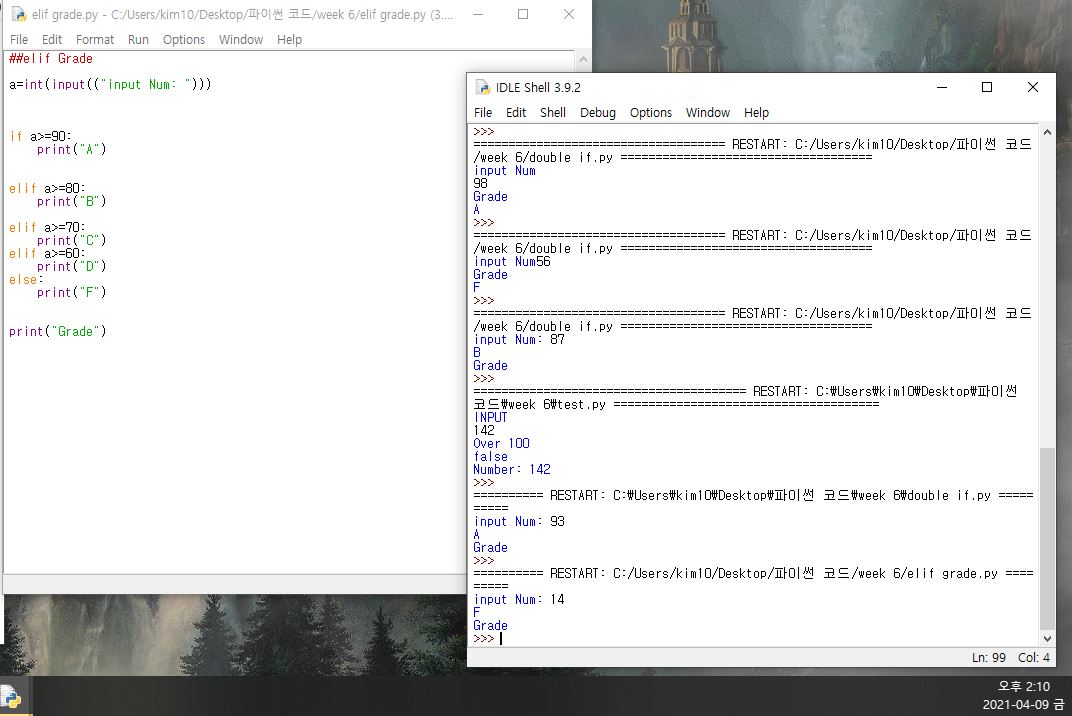 elif grade.py - C:/Users/kim10/Desktop/파이썬 코드/week 6/elif grade.py (3....
File Edit Format Run Options Window Help
##elif Grade
a=int(input(("input Num: ")))
if a>=90:
    print("A")
elif a>=80:
    print("B")
elif a>=70:
    print("C")
elif a>=60:
    print("D")
else:
    print("F")
print("Grade")
IDLE Shell 3.9.2
File Edit Shell Debug Options Window Help
>>>
==================================== RESTART: C:/Users/kim10/Desktop/파이썬 코드
/week 6/double if.py ====================================
input Num
98
Grade
A
>>>
==================================== RESTART: C:/Users/kim10/Desktop/파이썬 코드
/week 6/double if.py ====================================
input Num56
Grade
F
>>>
==================================== RESTART: C:/Users/kim10/Desktop/파이썬 코드
/week 6/double if.py ====================================
input Num: 87
B
Grade
>>>
======================================= RESTART: C:₩Users₩kim10₩Desktop₩파이썬
코드₩week 6₩test.py ======================================
INPUT
142
Over 100
false
Number: 142
>>>
========== RESTART: C:₩Users₩kim10₩Desktop₩파이썬 코드₩week 6₩double if.py =====
=====
input Num: 93
A
Grade
>>>
========== RESTART: C:/Users/kim10/Desktop/파이썬 코드/week 6/elif grade.py ====
=====
input Num: 14
F
Grade
>>>
Ln: 99 Col: 4
오후 2:10
2021-04-09 금